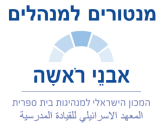 מנטורים למנהלים
אבני ראשה
המכון הישראלי למנהיגות בית ספרית
المعهد الاسرائيلي للقيادة المدرسية